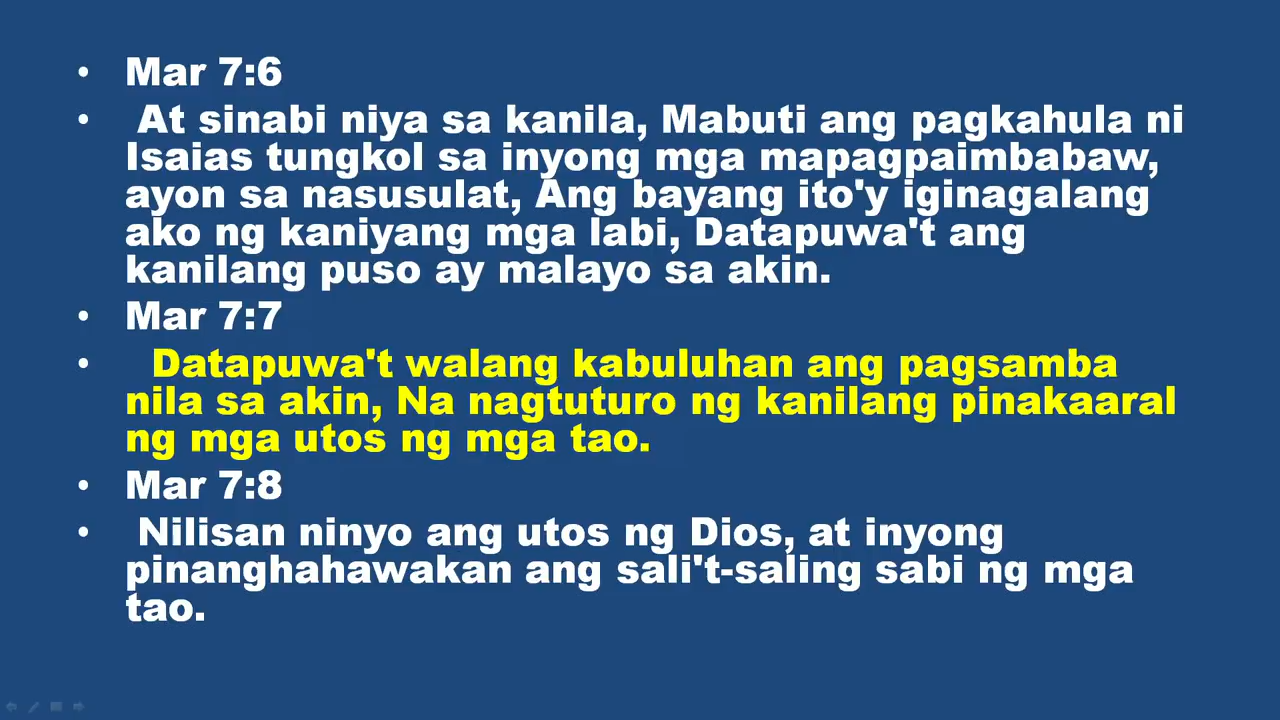 • Mar 7:6
• At sinabi niya sa kanila, Mabuti ang pagkahula ni
Isaias tungkol sa inyong mga mapagpaimbabaw,
ayon sa nasusulat, Ang bayang ito'y iginagalang
ako ng kaniyang mga labi, Datapuwa't ang
kanilang puso ay malayo sa akin.
• Mar 7:7
• Datapuwa't walang kabuluhan ang pagsamba
nila sa akin, Na nagtuturo ng kanilang pinakaaral
ng mga utos ng mga tao.
• Mar 7:8
• Nilisan ninyo ang utos ng Dios, at inyong
pinanghahawakan ang sali't-saling sabi ng mga
tao.